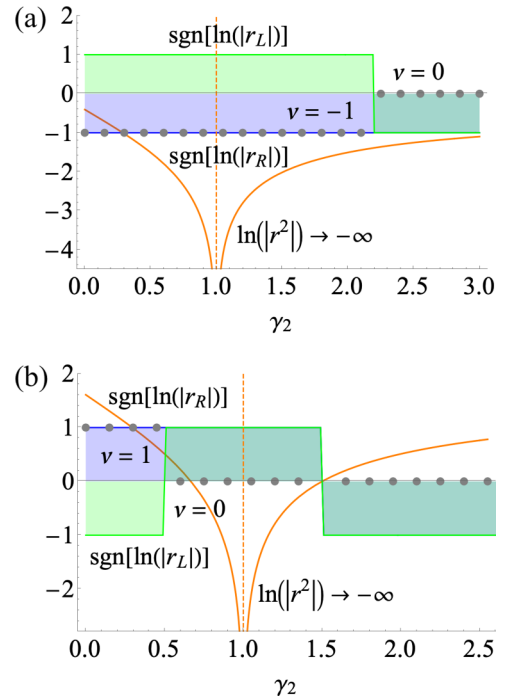 (a)
2
sgn[ln(|r_L|)]
1
ν = 0
0
ν = −1
−1
sgn[ln(|r_R|)]
−2
−3
ln(|r²|) → −∞
−4
0.0 0.5 1.0 1.5 2.0 2.5 3.0
γ₂
(b)
2
sgn[ln(|r_R|)]
1
ν = 1
0
ν = 0
−1
sgn[ln(|r_L|)]
−2
ln(|r²|) → −∞
0.0 0.5 1.0 1.5 2.0 2.5
γ₂